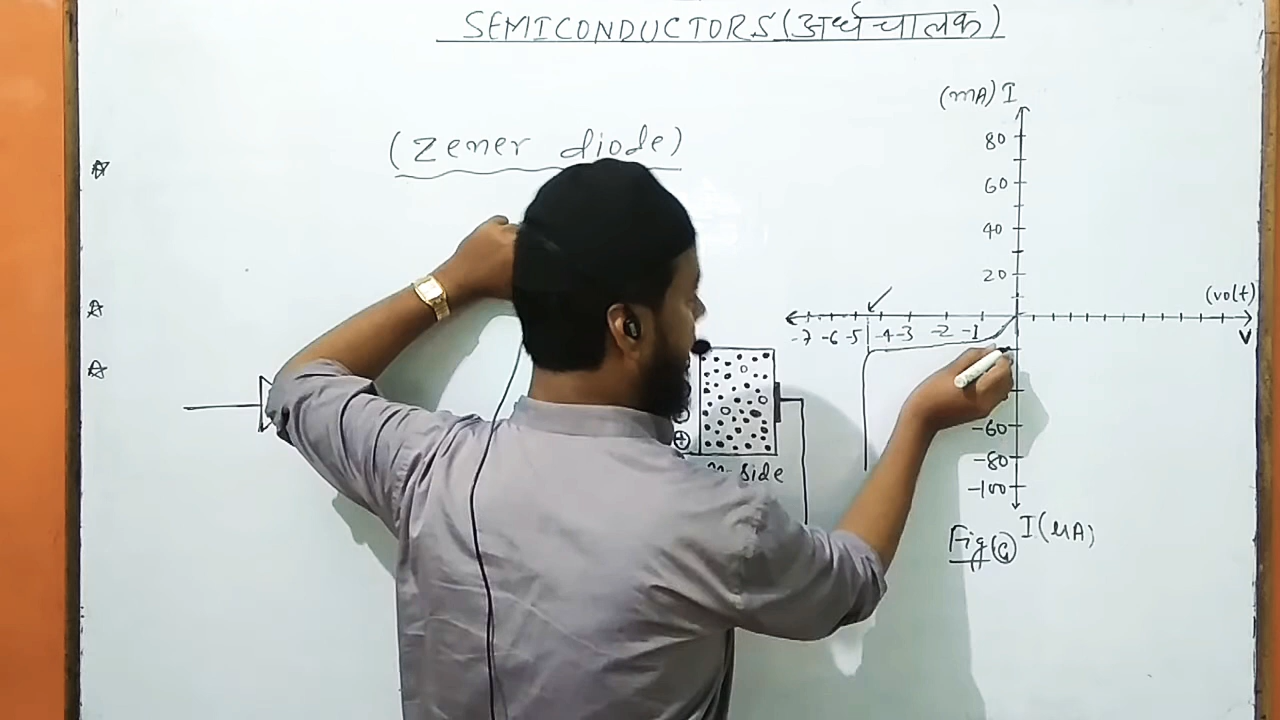 SEMICONDUCTORS (अर्धचालक)
(Zener diode)
(mA) I
80
60
40
20
(volt)
V
-7 -6 -5 -4 -3 -2 -1
-60
-80
-100
I (μA)
n-side
Fig (4)